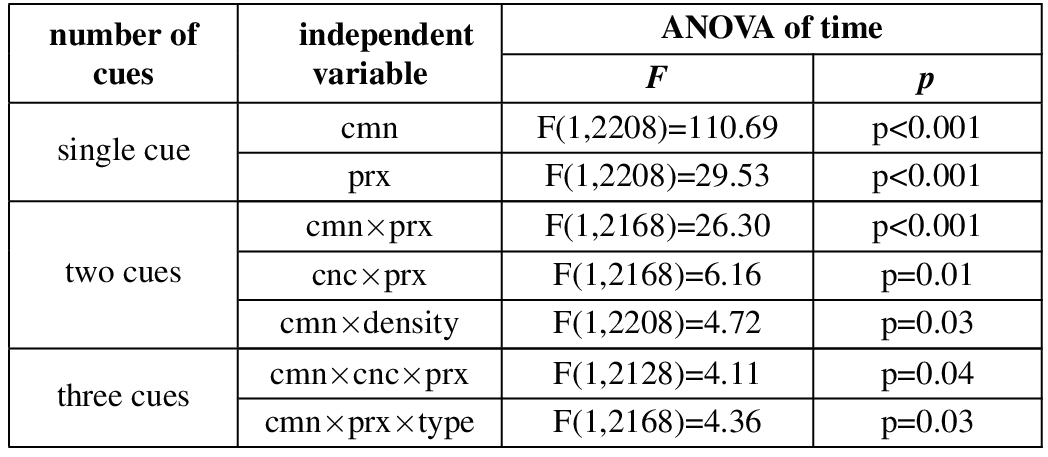 number of cues independent variable ANOVA of time
F p
single cue cmn F(1,2208)=110.69 p<0.001
prx F(1,2208)=29.53 p<0.001
two cues cmn×prx F(1,2168)=26.30 p<0.001
cnc×prx F(1,2168)=6.16 p=0.01
cmn×density F(1,2208)=4.72 p=0.03
three cues cmn×cnc×prx F(1,2128)=4.11 p=0.04
cmn×prx×type F(1,2168)=4.36 p=0.03